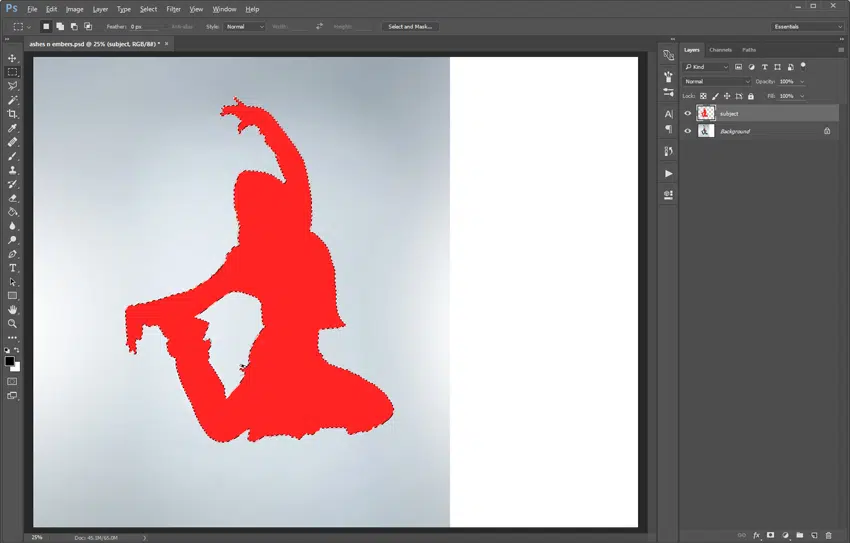 Ps File Edit Image Layer Type Select Filter View Window Help
Feather: 0 px Anti-alias Style: Normal Width: Height: Select and Mask... Essentials
ashes n embers.psd @ 25% (subject, RGB/8#) * ×
Layers Channels Paths
Kind
Normal Opacity: 100%
Lock: Fill: 100%
subject
Background
25% Doc: 45.1M/60.0M